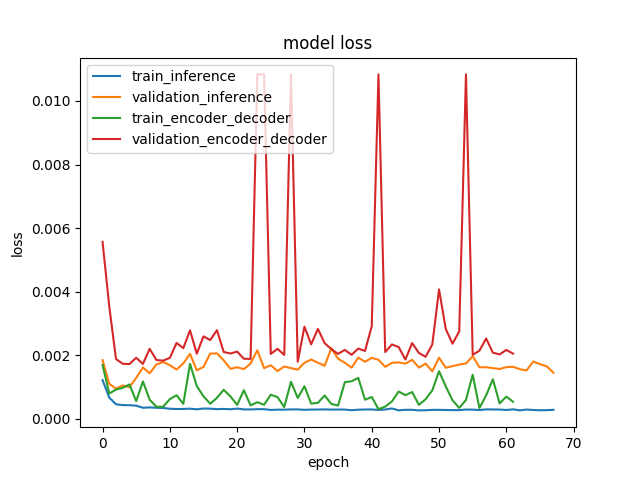 model loss
train_inference
validation_inference
train_encoder_decoder
validation_encoder_decoder
0.010
0.008
0.006
0.004
0.002
0.000
loss
0 10 20 30 40 50 60 70
epoch